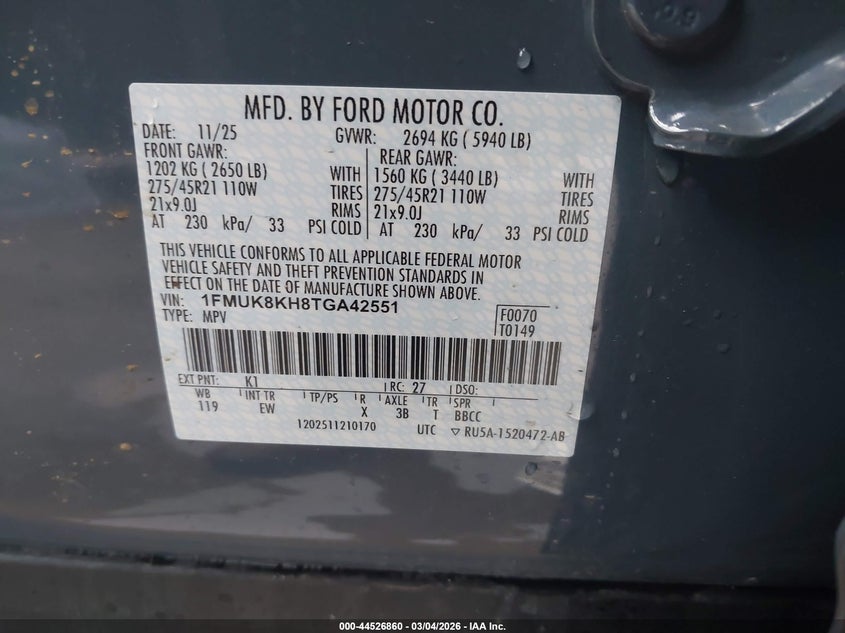 MFD. BY FORD MOTOR CO.
DATE: 11/25 GVWR: 2694 KG ( 5940 LB)
FRONT GAWR: REAR GAWR:
1202 KG ( 2650 LB) WITH 1560 KG ( 3440 LB) WITH
275/45R21 110W TIRES 275/45R21 110W TIRES
21x9.0J RIMS 21x9.0J RIMS
AT 230 kPa/ 33 PSI COLD AT 230 kPa/ 33 PSI COLD
THIS VEHICLE CONFORMS TO ALL APPLICABLE FEDERAL MOTOR
VEHICLE SAFETY AND THEFT PREVENTION STANDARDS IN
EFFECT ON THE DATE OF MANUFACTURE SHOWN ABOVE.
VIN: 1FMUK8KH8TGA42551 F0070
TYPE: MPV T0149
EXT PNT: K1 RC: 27 DSO:
WB INT TR TP/PS R AXLE TR SPR
119 EW X 3B T BBCC
1202511210170 UTC ▽ RU5A-1520472-AB
000-44526860 - 03/04/2026 - IAA Inc.